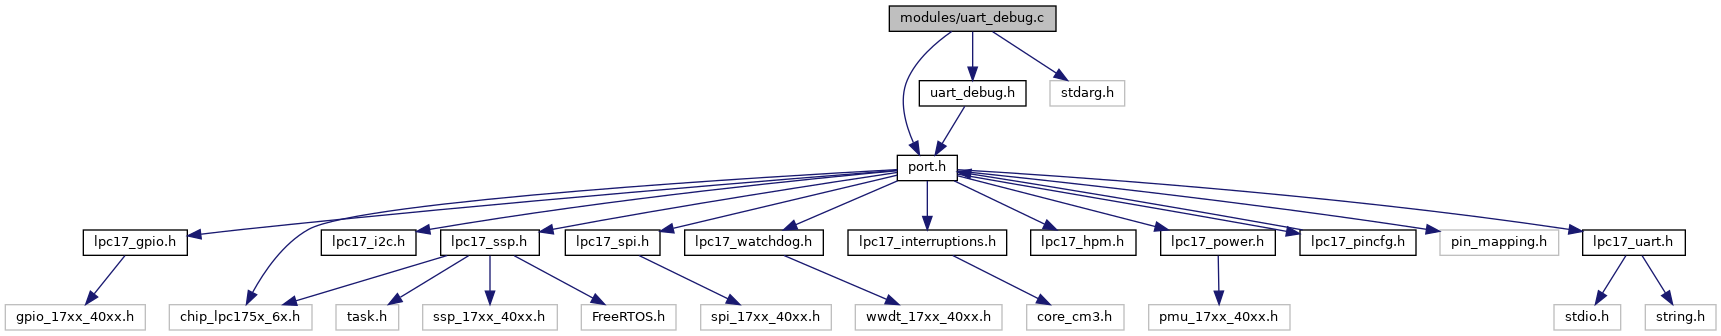 modules/uart_debug.c
uart_debug.h
stdarg.h
port.h
lpc17_gpio.h
lpc17_i2c.h
lpc17_ssp.h
lpc17_spi.h
lpc17_watchdog.h
lpc17_interruptions.h
lpc17_hpm.h
lpc17_power.h
lpc17_pincfg.h
pin_mapping.h
lpc17_uart.h
gpio_17xx_40xx.h
chip_lpc175x_6x.h
task.h
ssp_17xx_40xx.h
FreeRTOS.h
spi_17xx_40xx.h
wwdt_17xx_40xx.h
core_cm3.h
pmu_17xx_40xx.h
stdio.h
string.h